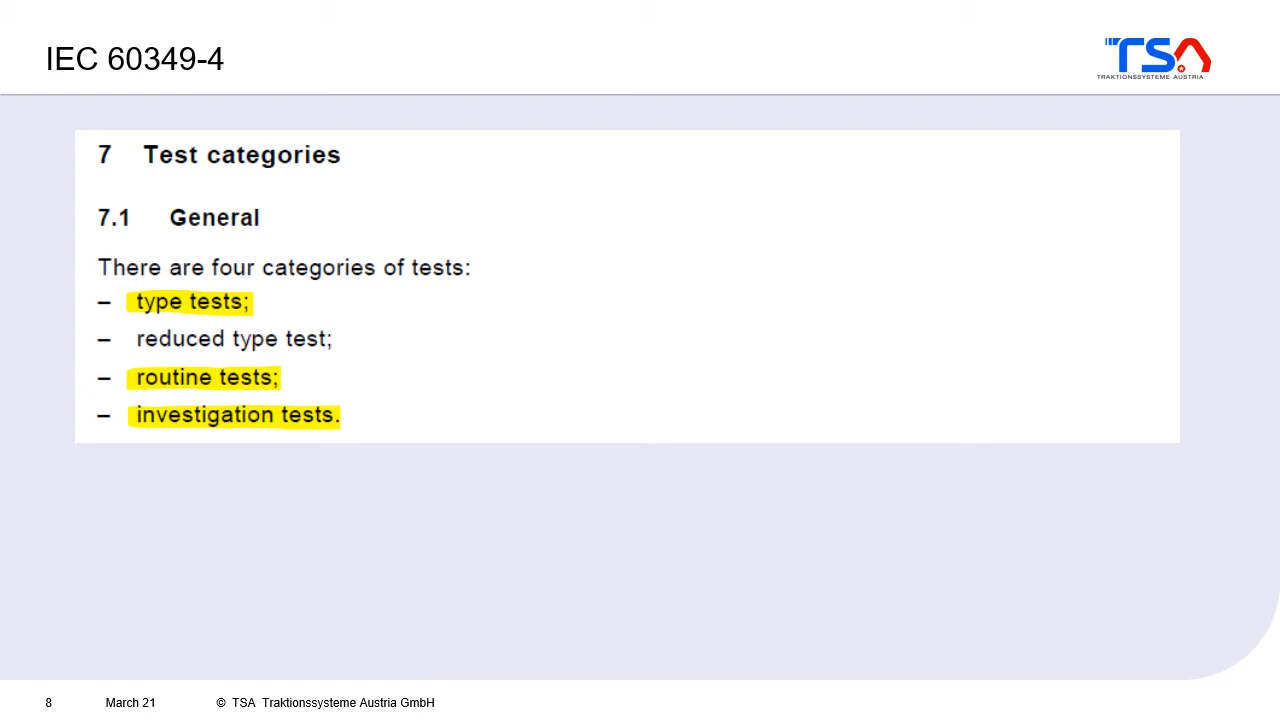 IEC 60349-4
TSA
TRAKTIONSSYSTEME AUSTRIA
7 Test categories
7.1 General
There are four categories of tests:
– type tests;
– reduced type test;
– routine tests;
– investigation tests.
8 March 21 © TSA Traktionssysteme Austria GmbH